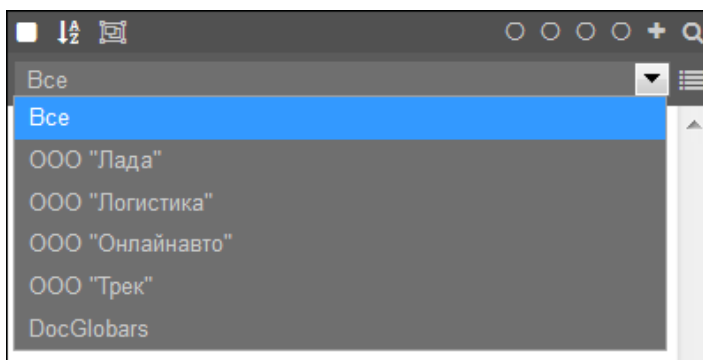 Все
Все
ООО "Лада"
ООО "Логистика"
ООО "Онлайнавто"
ООО "Трек"
DocGlobars